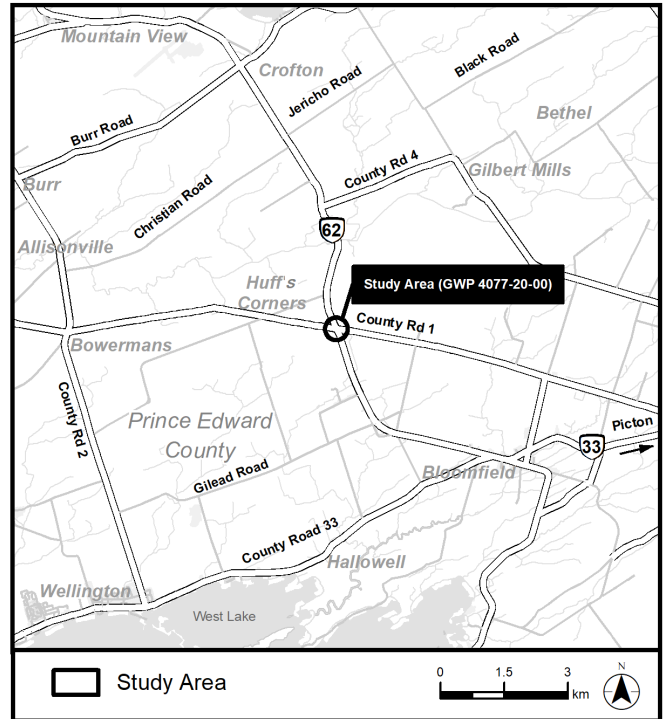 Mountain View
Crofton
Black Road
Jericho Road
Bethel
Burr Road
County Rd 4
Gilbert Mills
Burr
Christian Road
62
Allisonville
Huff's
Corners
Study Area (GWP 4077-20-00)
County Rd 1
Bowermans
County Rd 2
Prince Edward
County
Picton
33
Bloomfield
Gilead Road
County Road 33
Hallowell
Wellington
West Lake
Study Area
0 1.5 3
km
N